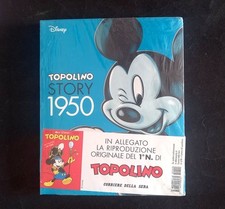 Disney
TOPOLINO
STORY
1950
IN ALLEGATO
LA RIPRODUZIONE
ORIGINALE DEL 1° N. DI
TOPOLINO
CORRIERE DELLA SERA
TOPOLINO